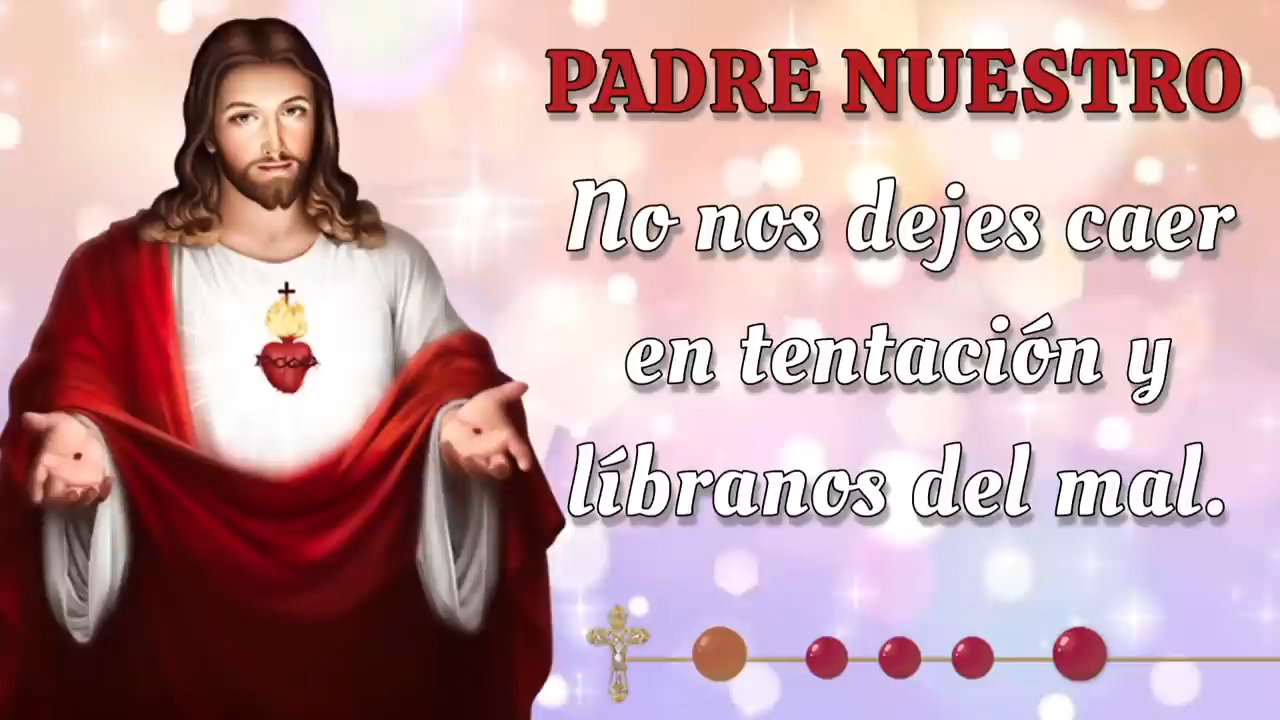 PADRE NUESTRO
No nos dejes caer
en tentación y
líbranos del mal.